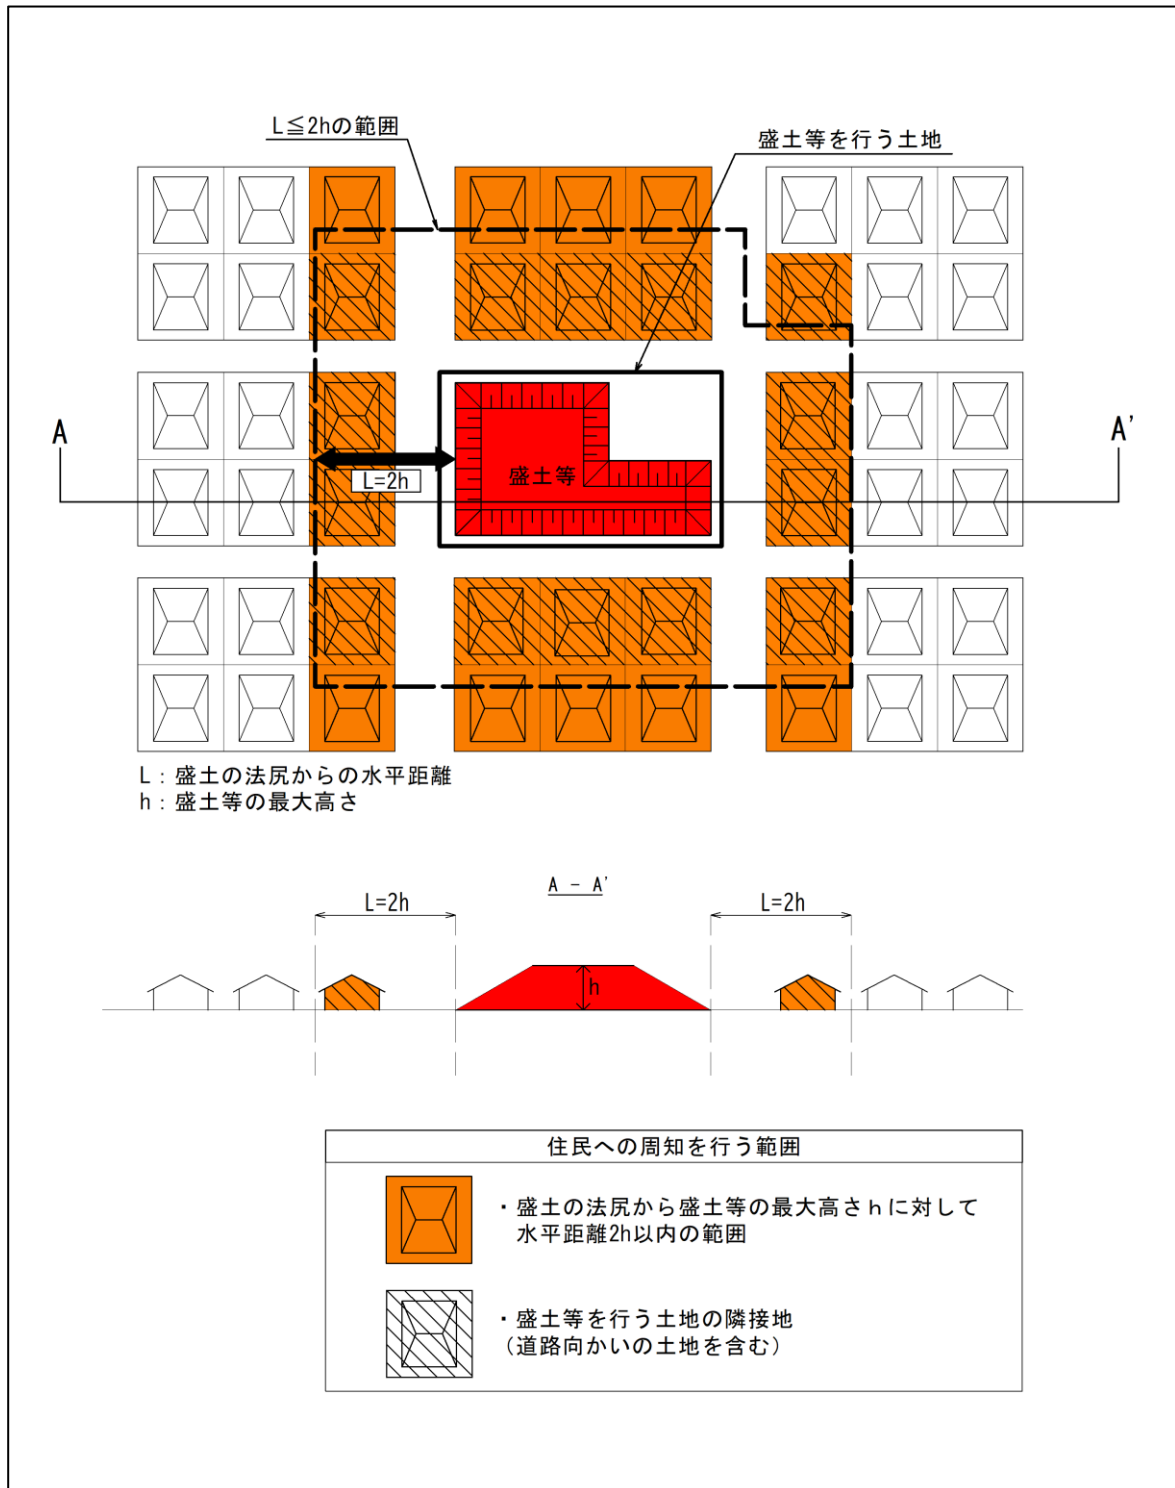 L≦2hの範囲
盛土等を行う土地
A
A'
L=2h
盛土等
L：盛土の法尻からの水平距離
h：盛土等の最大高さ
A － A'
L=2h
L=2h
h
住民への周知を行う範囲
・盛土の法尻から盛土等の最大高さｈに対して
水平距離2h以内の範囲
・盛土等を行う土地の隣接地
（道路向かいの土地を含む）